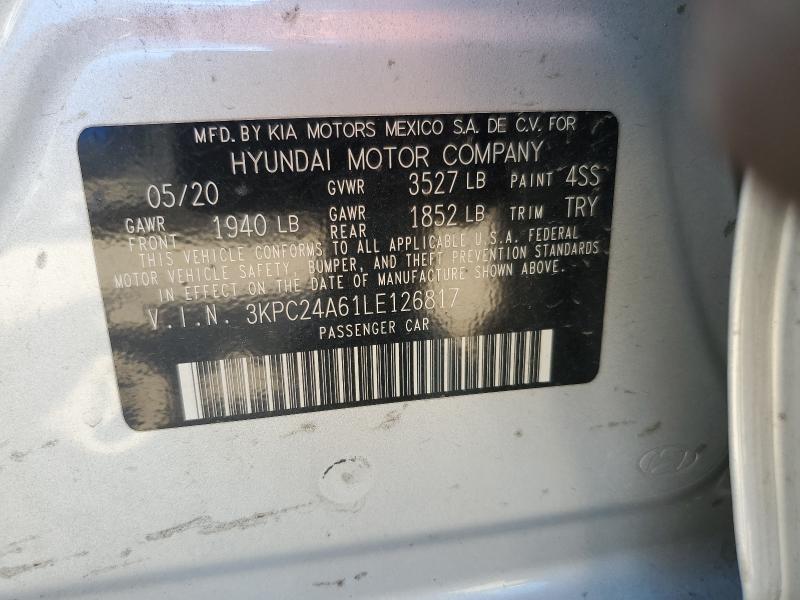 MFD. BY KIA MOTORS MEXICO S.A. DE C.V. FOR
HYUNDAI MOTOR COMPANY
05/20 GVWR 3527 LB PAINT 4SS
GAWR FRONT 1940 LB GAWR REAR 1852 LB TRIM TRY
THIS VEHICLE CONFORMS TO ALL APPLICABLE U.S.A. FEDERAL
MOTOR VEHICLE SAFETY, BUMPER, AND THEFT PREVENTION STANDARDS
IN EFFECT ON THE DATE OF MANUFACTURE SHOWN ABOVE.
V.I.N. 3KPC24A61LE126817
PASSENGER CAR